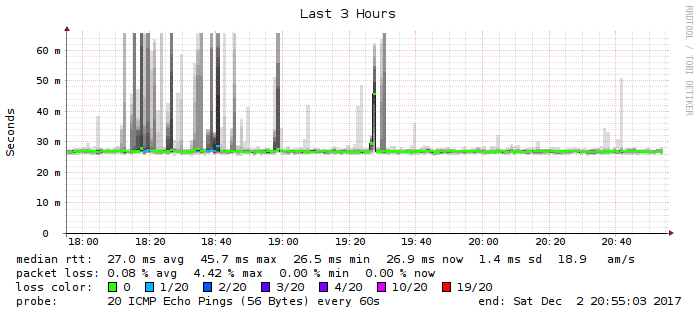 Last 3 Hours
RRDTOOL / TOBI OETIKER
Seconds
60 m
50 m
40 m
30 m
20 m
10 m
0
18:00 18:20 18:40 19:00 19:20 19:40 20:00 20:20 20:40
median rtt: 27.0 ms avg 45.7 ms max 26.5 ms min 26.9 ms now 1.4 ms sd 18.9 am/s
packet loss: 0.08 % avg 4.42 % max 0.00 % min 0.00 % now
loss color: 0 1/20 2/20 3/20 4/20 10/20 19/20
probe: 20 ICMP Echo Pings (56 Bytes) every 60s end: Sat Dec 2 20:55:03 2017